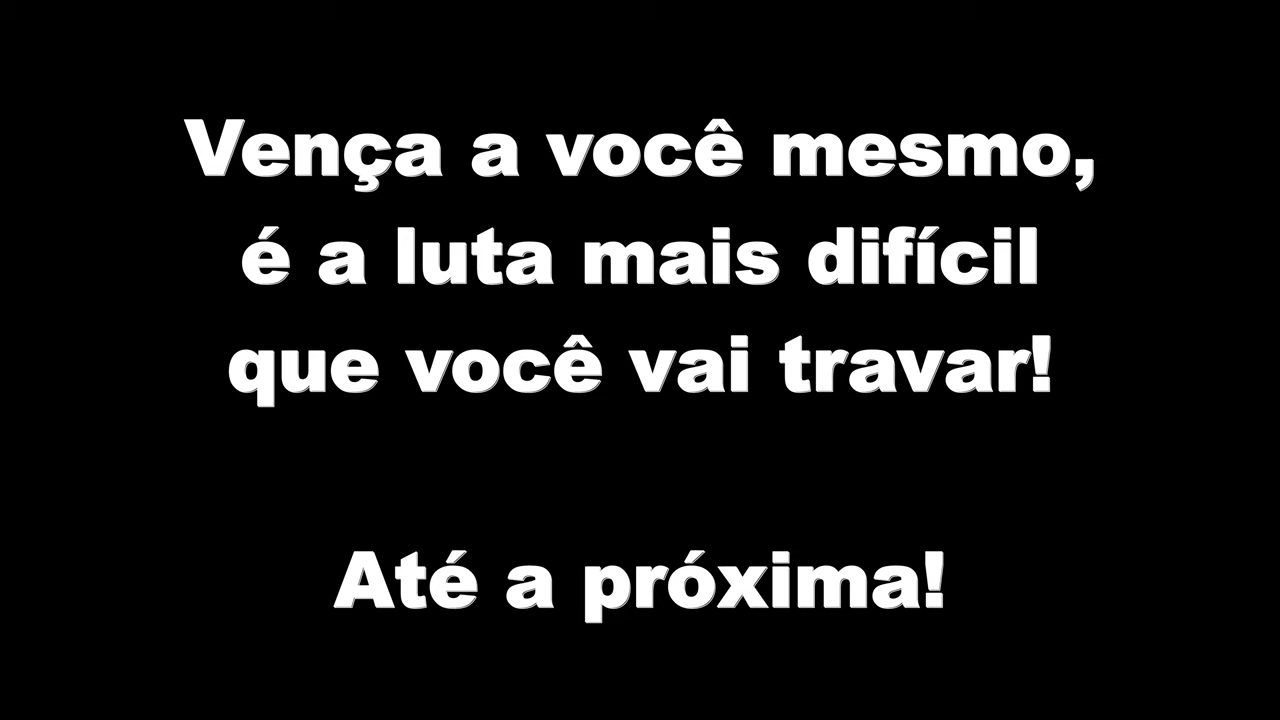 Vença a você mesmo,
é a luta mais difícil
que você vai travar!
Até a próxima!